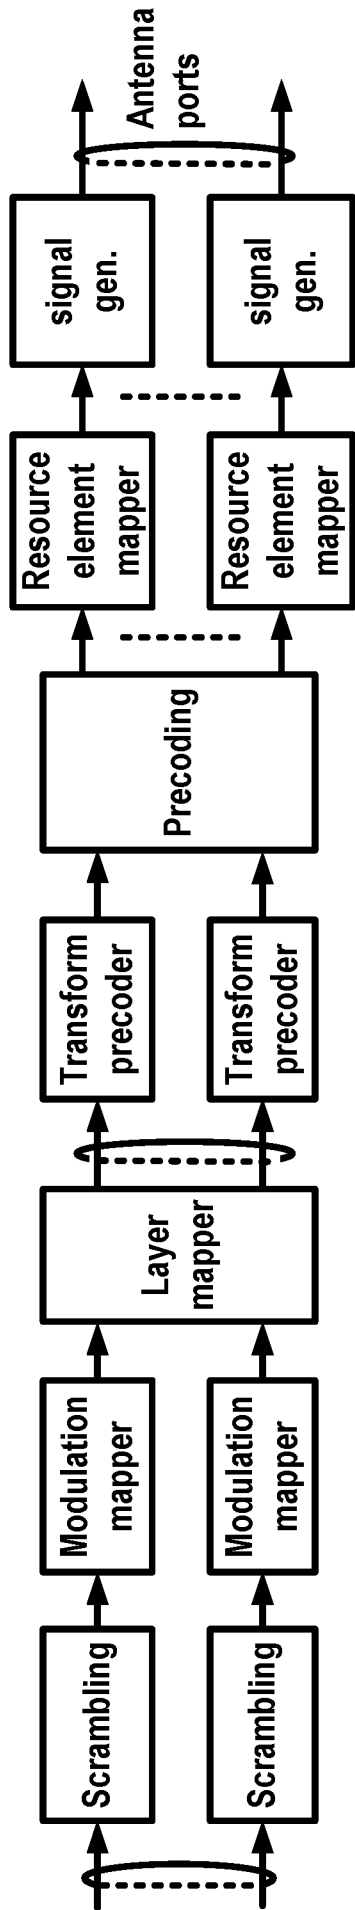 Scrambling
Scrambling
Modulation
mapper
Modulation
mapper
Layer
mapper
Transform
precoder
Transform
precoder
Precoding
Resource
element
mapper
Resource
element
mapper
signal
gen.
signal
gen.
Antenna
ports